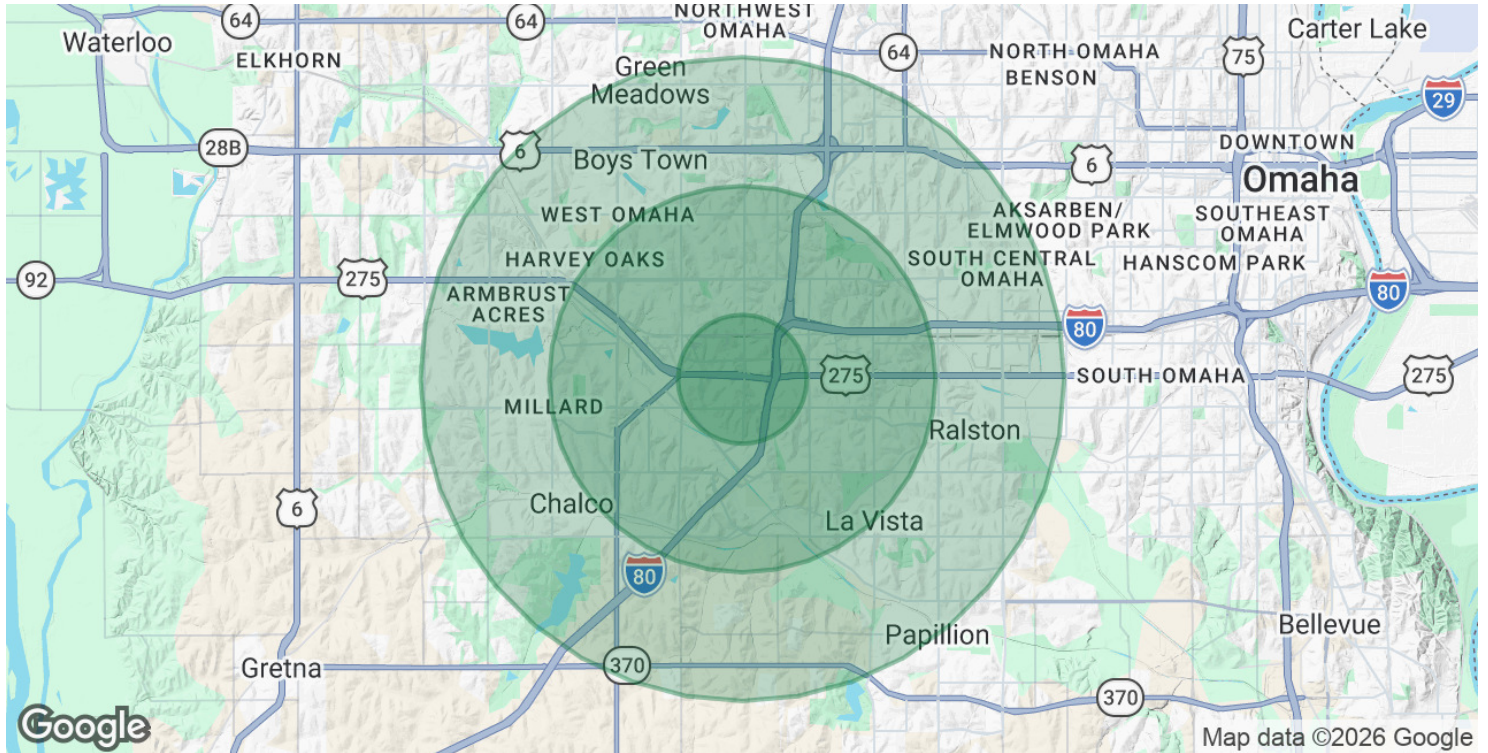 64
64
NORTHWEST
OMAHA
Carter Lake
Waterloo
ELKHORN
64
NORTH OMAHA
75
BENSON
Green
Meadows
29
28B
6
Boys Town
6
DOWNTOWN
Omaha
WEST OMAHA
AKSARBEN/
ELMWOOD PARK
SOUTHEAST
OMAHA
HARVEY OAKS
SOUTH CENTRAL
OMAHA
HANSCOM PARK
92
275
80
ARMBRUST
ACRES
80
275
SOUTH OMAHA
275
MILLARD
Ralston
Chalco
6
La Vista
80
Papillion
Bellevue
Gretna
370
370
Google
Map data ©2026 Google